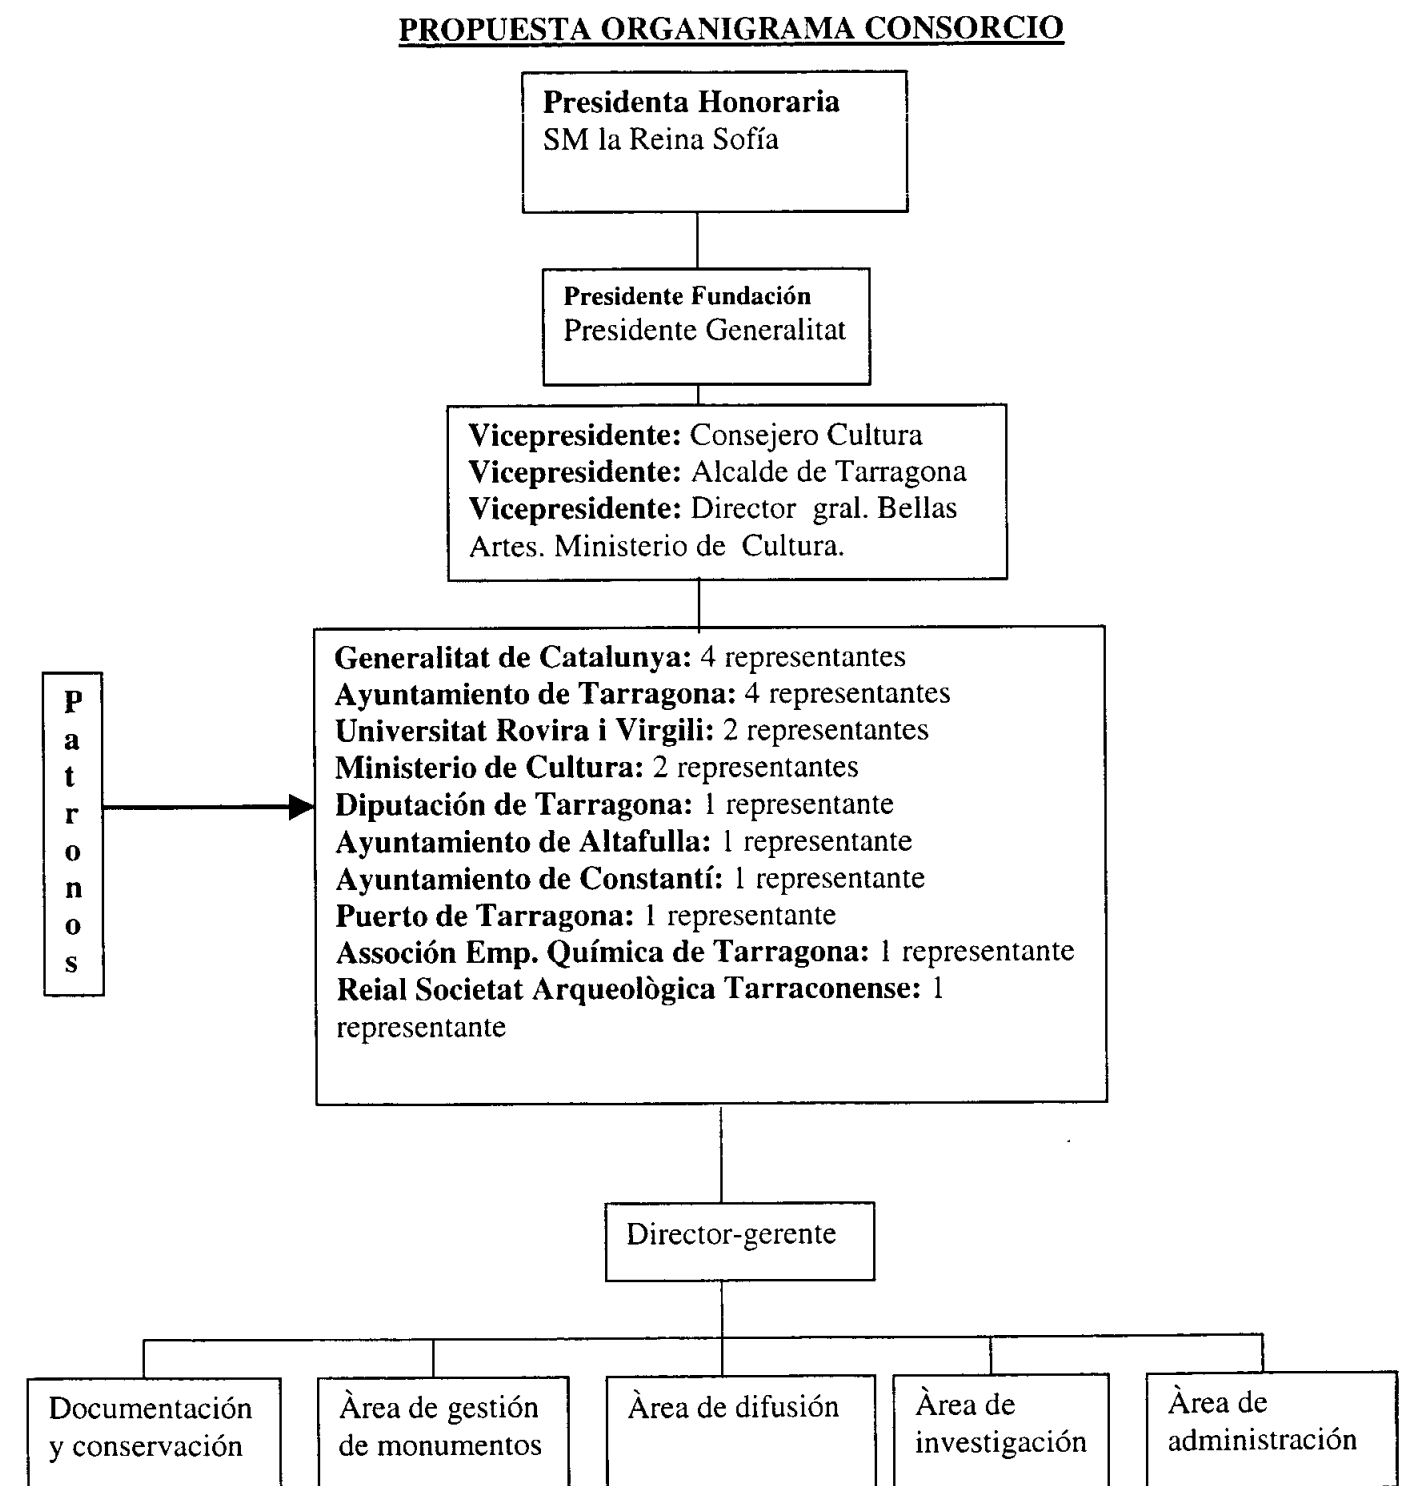 PROPUESTA ORGANIGRAMA CONSORCIO
Presidenta Honoraria
SM la Reina Sofía
Presidente Fundación
Presidente Generalitat
Vicepresidente: Consejero Cultura
Vicepresidente: Alcalde de Tarragona
Vicepresidente: Director gral. Bellas
Artes. Ministerio de Cultura.
Patronos
Generalitat de Catalunya: 4 representantes
Ayuntamiento de Tarragona: 4 representantes
Universitat Rovira i Virgili: 2 representantes
Ministerio de Cultura: 2 representantes
Diputación de Tarragona: 1 representante
Ayuntamiento de Altafulla: 1 representante
Ayuntamiento de Constantí: 1 representante
Puerto de Tarragona: 1 representante
Associón Emp. Química de Tarragona: 1 representante
Reial Societat Arqueològica Tarraconense: 1
representante
Director-gerente
Documentación
y conservación
Àrea de gestión
de monumentos
Àrea de difusión
Àrea de
investigación
Àrea de
administración